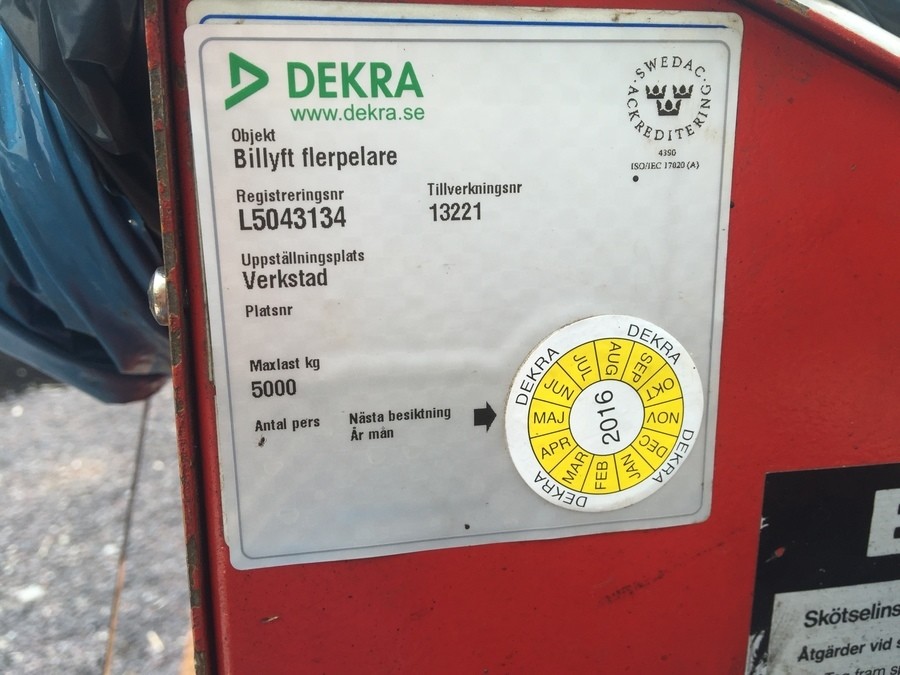 DEKRA
www.dekra.se
SWEDAC
ACKREDITERING
4390
ISO/IEC 17020 (A)
Objekt
Billyft flerpelare
Registreringsnr
L5043134
Tillverkningsnr
13221
Uppställningsplats
Verkstad
Platsnr
Maxlast kg
5000
Antal pers
Nästa besiktning
År mån
DEKRA
DEKRA
DEKRA
DEKRA
JAN
FEB
MAR
APR
MAJ
JUN
JUL
AUG
SEP
OKT
NOV
DEC
2016
Skötselins
Åtgärder vid s